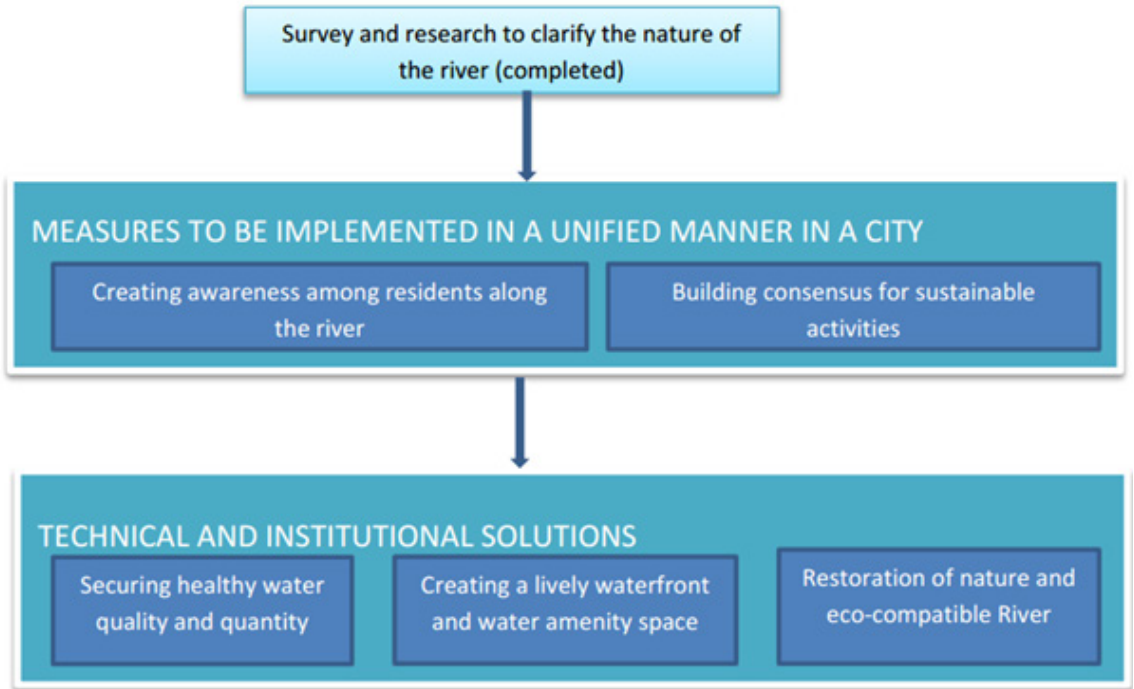 Survey and research to clarify the nature of
the river (completed)
MEASURES TO BE IMPLEMENTED IN A UNIFIED MANNER IN A CITY
Creating awareness among residents along
the river
Building consensus for sustainable
activities
TECHNICAL AND INSTITUTIONAL SOLUTIONS
Securing healthy water
quality and quantity
Creating a lively waterfront
and water amenity space
Restoration of nature and
eco-compatible River